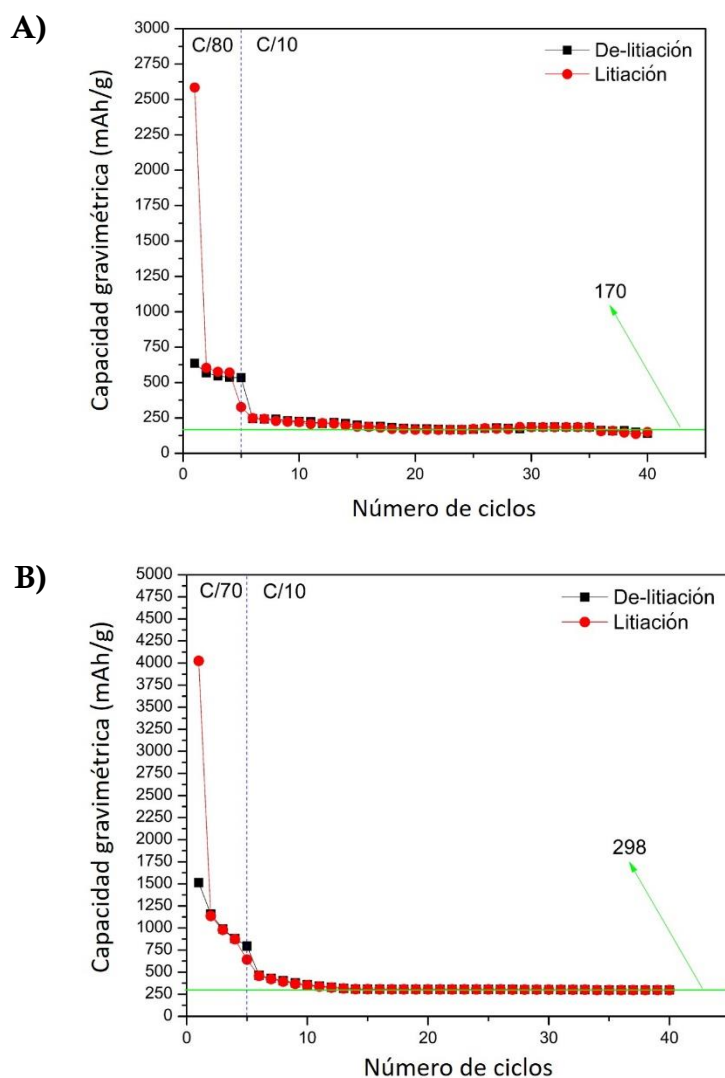 A)
C/80 C/10
De-litiación
Litiación
Capacidad gravimétrica (mAh/g)
3000
2750
2500
2250
2000
1750
1500
1250
1000
750
500
250
0
170
0 10 20 30 40
Número de ciclos
B)
C/70 C/10
De-litiación
Litiación
Capacidad gravimétrica (mAh/g)
5000
4750
4500
4250
4000
3750
3500
3250
3000
2750
2500
2250
2000
1750
1500
1250
1000
750
500
250
0
298
0 10 20 30 40
Número de ciclos